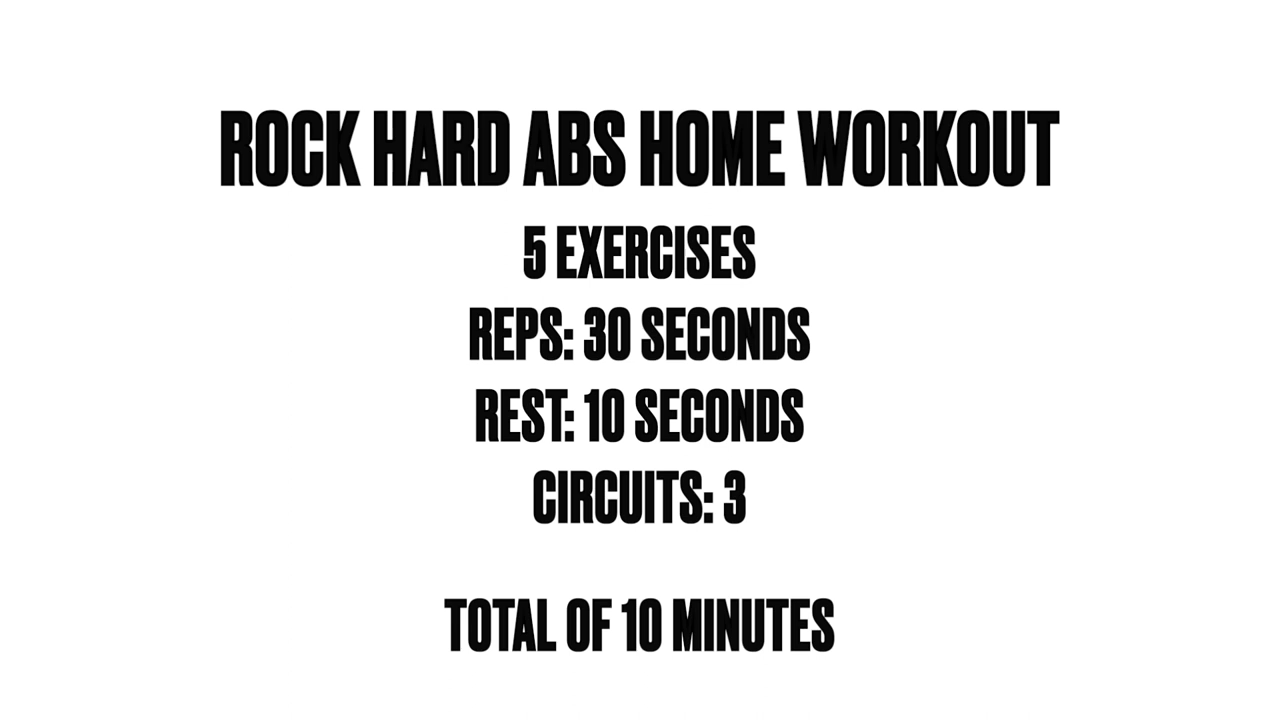 ROCK HARD ABS HOME WORKOUT
5 EXERCISES
REPS: 30 SECONDS
REST: 10 SECONDS
CIRCUITS: 3
TOTAL OF 10 MINUTES